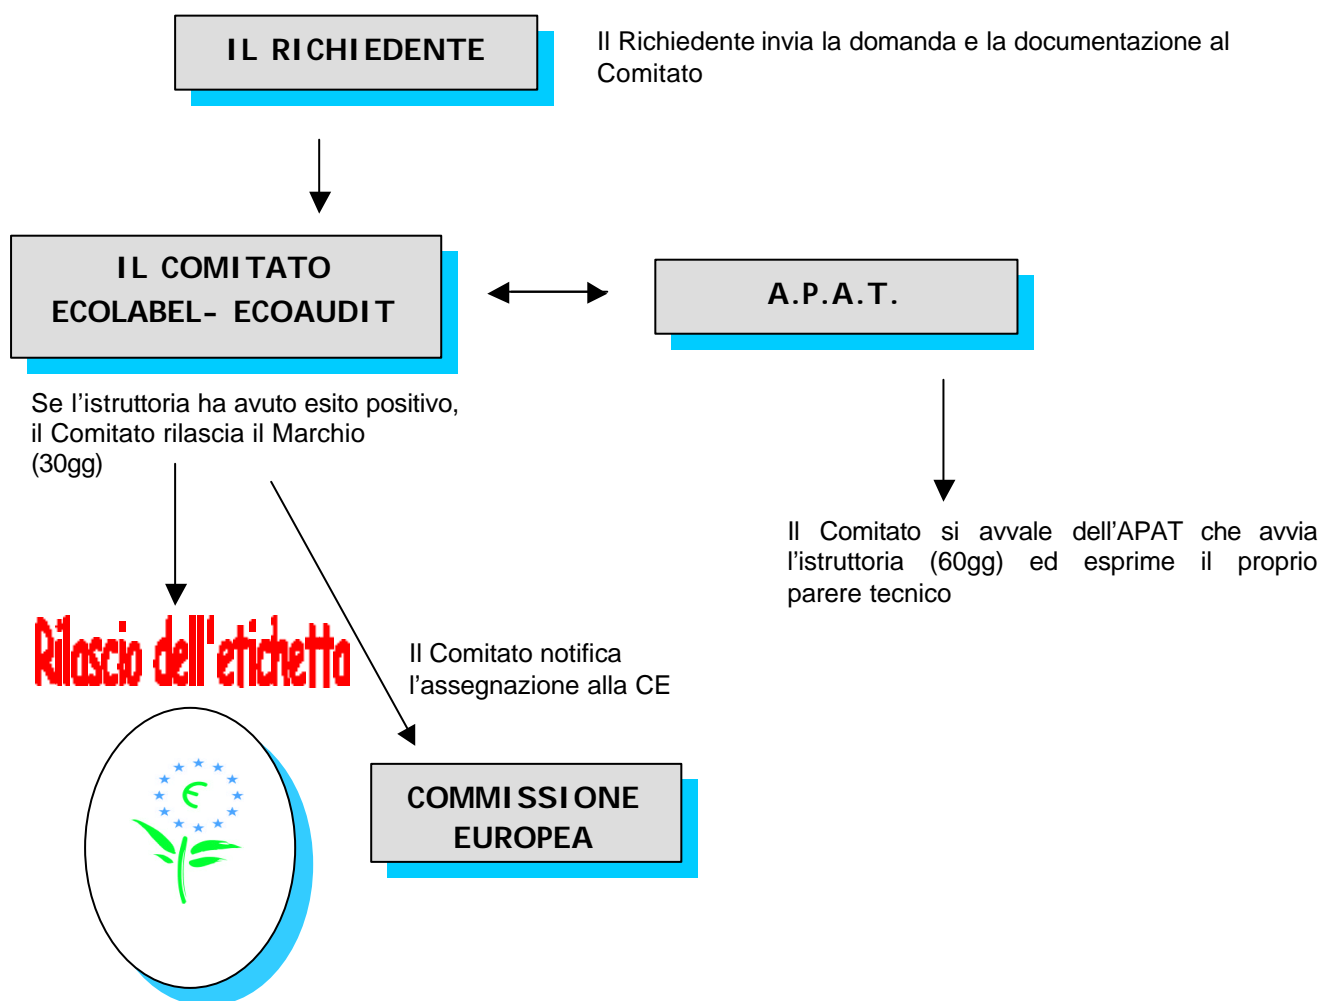 IL RICHIEDENTE
Il Richiedente invia la domanda e la documentazione al
Comitato
IL COMITATO
ECOLABEL- ECOAUDIT
A.P.A.T.
Se l’istruttoria ha avuto esito positivo,
il Comitato rilascia il Marchio
(30gg)
Il Comitato si avvale dell’APAT che avvia
l’istruttoria (60gg) ed esprime il proprio
parere tecnico
Rilascio dell'etichetta
Il Comitato notifica
l’assegnazione alla CE
COMMISSIONE
EUROPEA